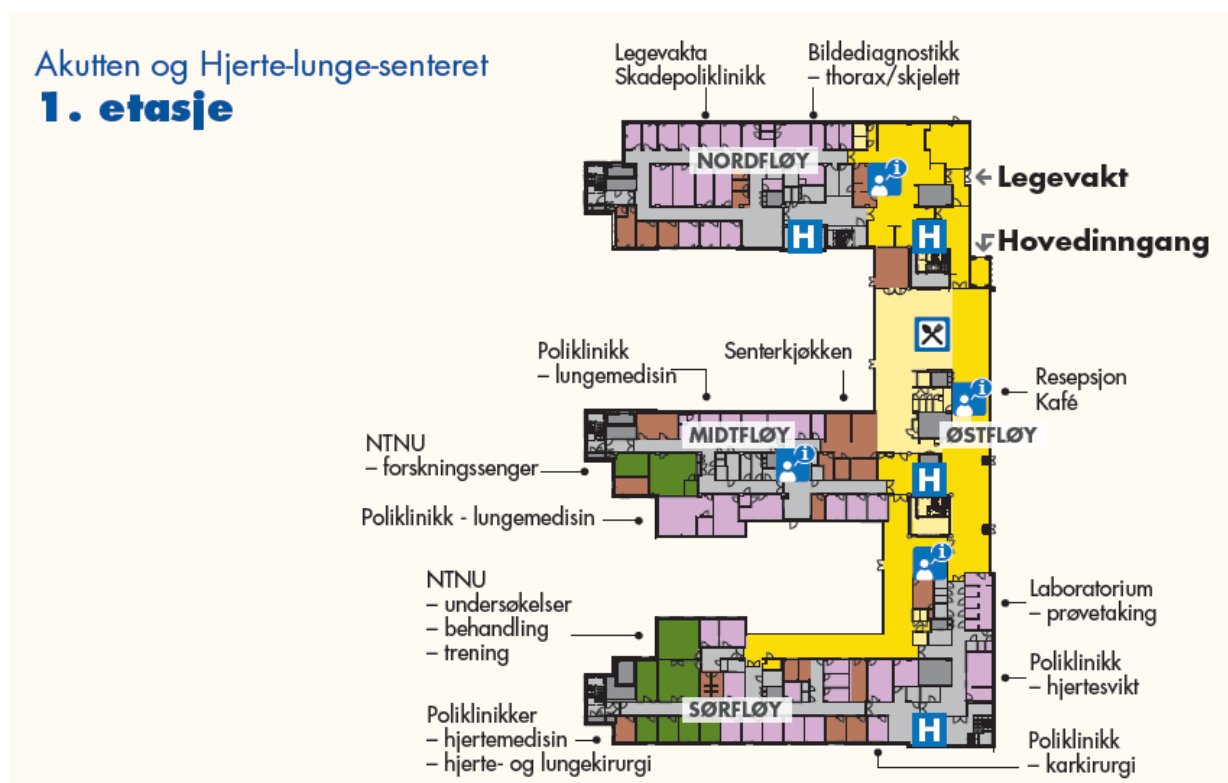 Akutten og Hjerte-lunge-senteret
1. etasje
Legevakta
Skadepoliklinikk
Bildediagnostikk
– thorax/skjelett
NORDFLØY
i
Legevakt
H
H
Hovedinngang
Poliklinikk
– lungemedisin
Senterkjøkken
i
Resepsjon
Kafé
MIDTFLØY
ØSTFLØY
NTNU
– forskningssenger
i
H
Poliklinikk - lungemedisin
i
NTNU
– undersøkelser
– behandling
– trening
Laboratorium
– prøvetaking
Poliklinikk
– hjertesvikt
SØRFLØY
Poliklinikker
– hjertemedisin
– hjerte- og lungekirurgi
H
Poliklinikk
– karkirurgi